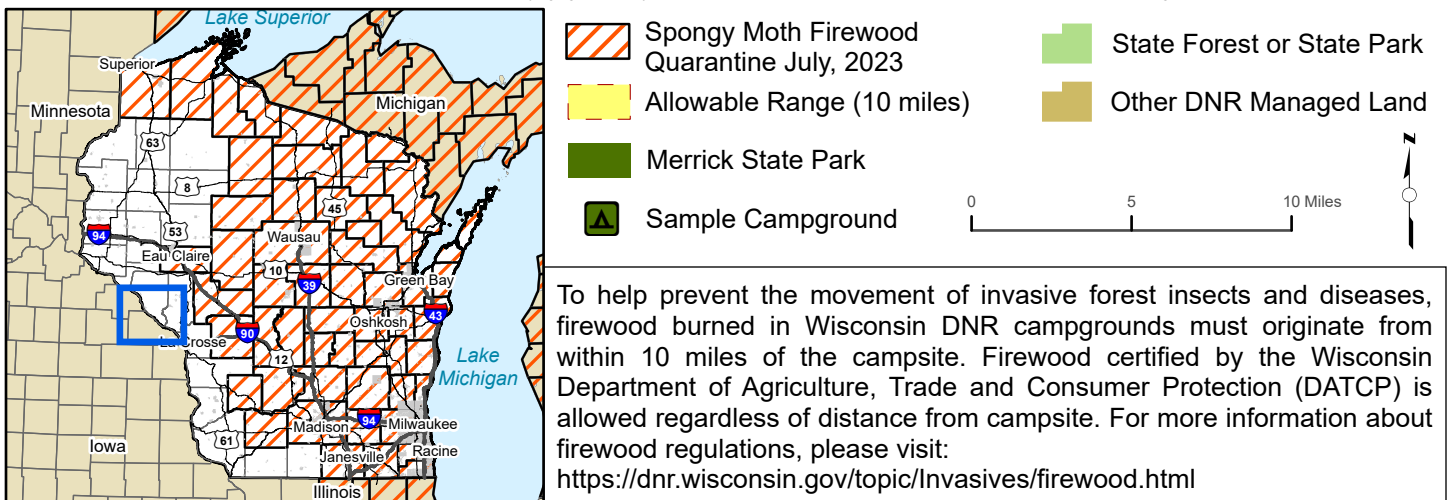 Lake Superior
Superior
Minnesota
Michigan
63
8
45
53
94
Wausau
Eau Claire
10
Green Bay
39
43
Oshkosh
90
La Crosse
12
Lake
Michigan
94
Madison
Milwaukee
61
Iowa
Janesville
Racine
Illinois
Spongy Moth Firewood
Quarantine July, 2023
Allowable Range (10 miles)
Merrick State Park
Sample Campground
State Forest or State Park
Other DNR Managed Land
0 5 10 Miles
N
To help prevent the movement of invasive forest insects and diseases,
firewood burned in Wisconsin DNR campgrounds must originate from
within 10 miles of the campsite. Firewood certified by the Wisconsin
Department of Agriculture, Trade and Consumer Protection (DATCP) is
allowed regardless of distance from campsite. For more information about
firewood regulations, please visit:
https://dnr.wisconsin.gov/topic/Invasives/firewood.html